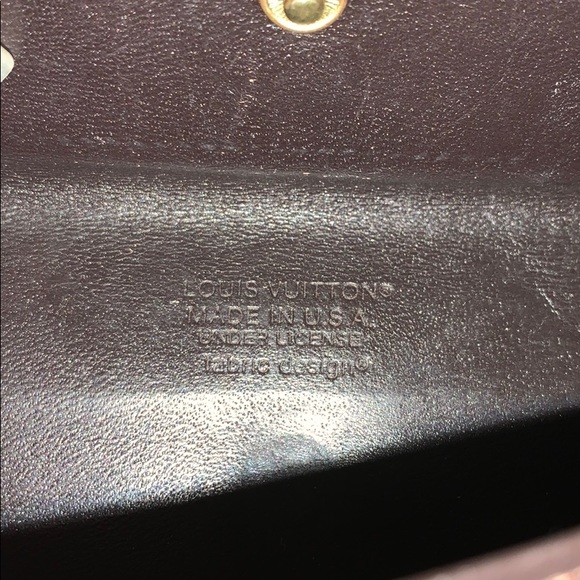 LOUIS VUITTON®
MADE IN U.S.A.
UNDER LICENSE
fabric design©